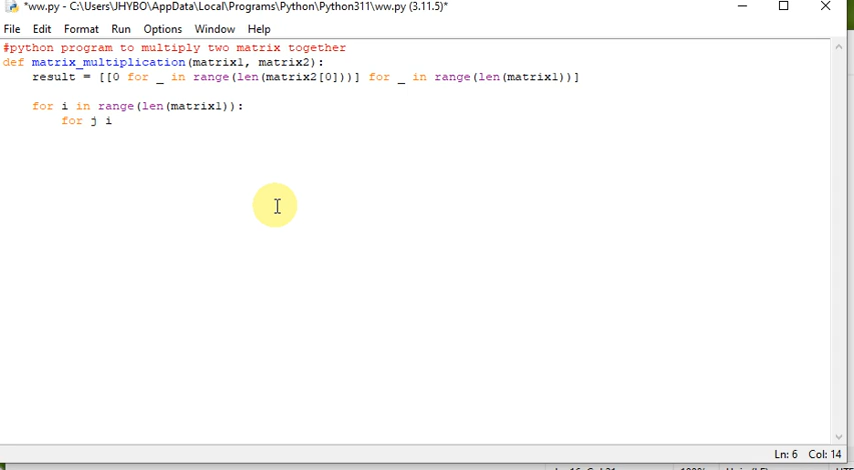 *ww.py - C:\Users\JHYBO\AppData\Local\Programs\Python\Python311\ww.py (3.11.5)*
File Edit Format Run Options Window Help
#python program to multiply two matrix together
def matrix_multiplication(matrix1, matrix2):
    result = [[0 for _ in range(len(matrix2[0]))] for _ in range(len(matrix1))]
    for i in range(len(matrix1)):
        for j i
Ln: 6 Col: 14